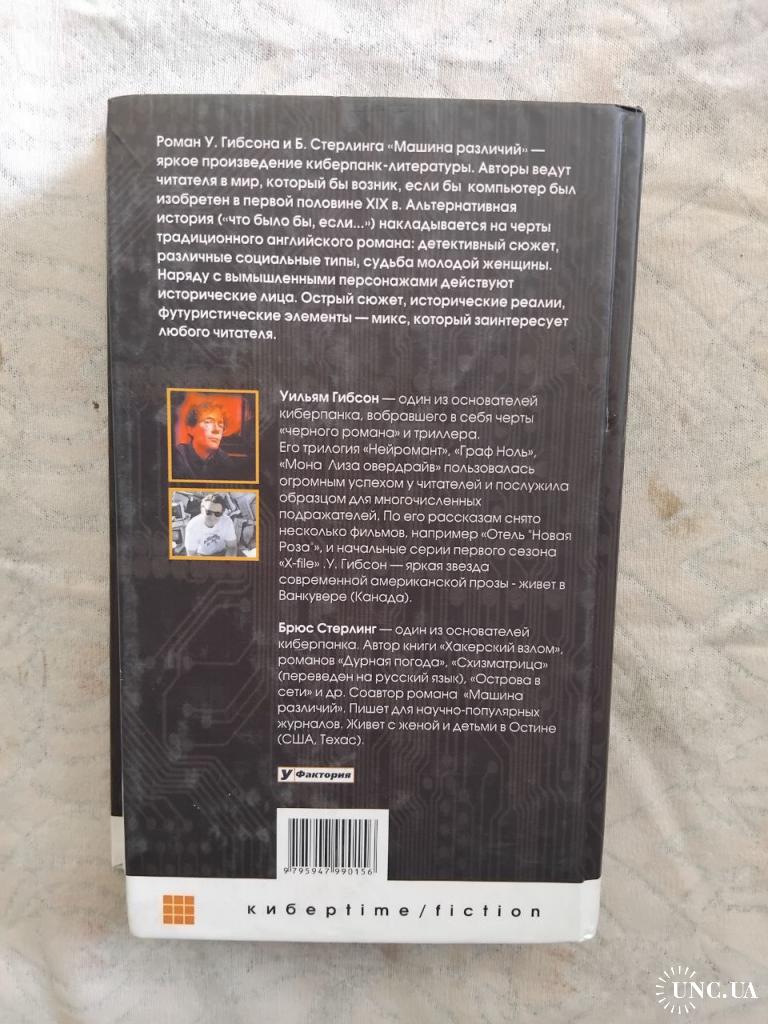 Роман У. Гибсона и Б. Стерлинга «Машина различий» —
яркое произведение киберпанк-литературы. Авторы ведут
читателя в мир, который бы возник, если бы компьютер был
изобретен в первой половине XIX в. Альтернативная
история («что было бы, если...») накладывается на черты
традиционного английского романа: детективный сюжет,
различные социальные типы, судьба молодой женщины.
Наряду с вымышленными персонажами действуют
исторические лица. Острый сюжет, исторические реалии,
футуристические элементы — микс, который заинтересует
любого читателя.
Уильям Гибсон — один из основателей
киберпанка, вобравшего в себя черты
«черного романа» и триллера.
Его трилогия «Нейромант», «Граф Ноль»,
«Мона Лиза овердрайв» пользовалась
огромным успехом у читателей и послужила
образцом для многочисленных
подражателей. По его рассказам снято
несколько фильмов, например «Отель "Новая
Роза"», и начальные серии первого сезона
«X-file» .У. Гибсон — яркая звезда
современной американской прозы - живет в
Ванкувере (Канада).
Брюс Стерлинг — один из основателей
киберпанка. Автор книги «Хакерский взлом»,
романов «Дурная погода», «Схизматрица»
(переведен на русский язык), «Острова в
сети» и др. Соавтор романа «Машина
различий». Пишет для научно-популярных
журналов. Живет с женой и детьми в Остине
(США, Техас).
У Фактория
9 795947 990156
киберtime/fiction
UNC.UA